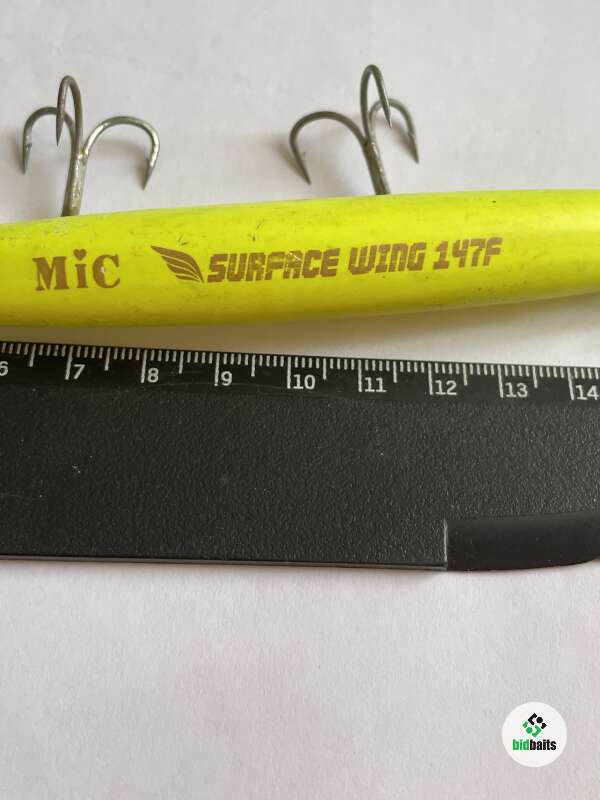 MiC SURFACE WING 147F
6 7 8 9 10 11 12 13 14
bidbaits